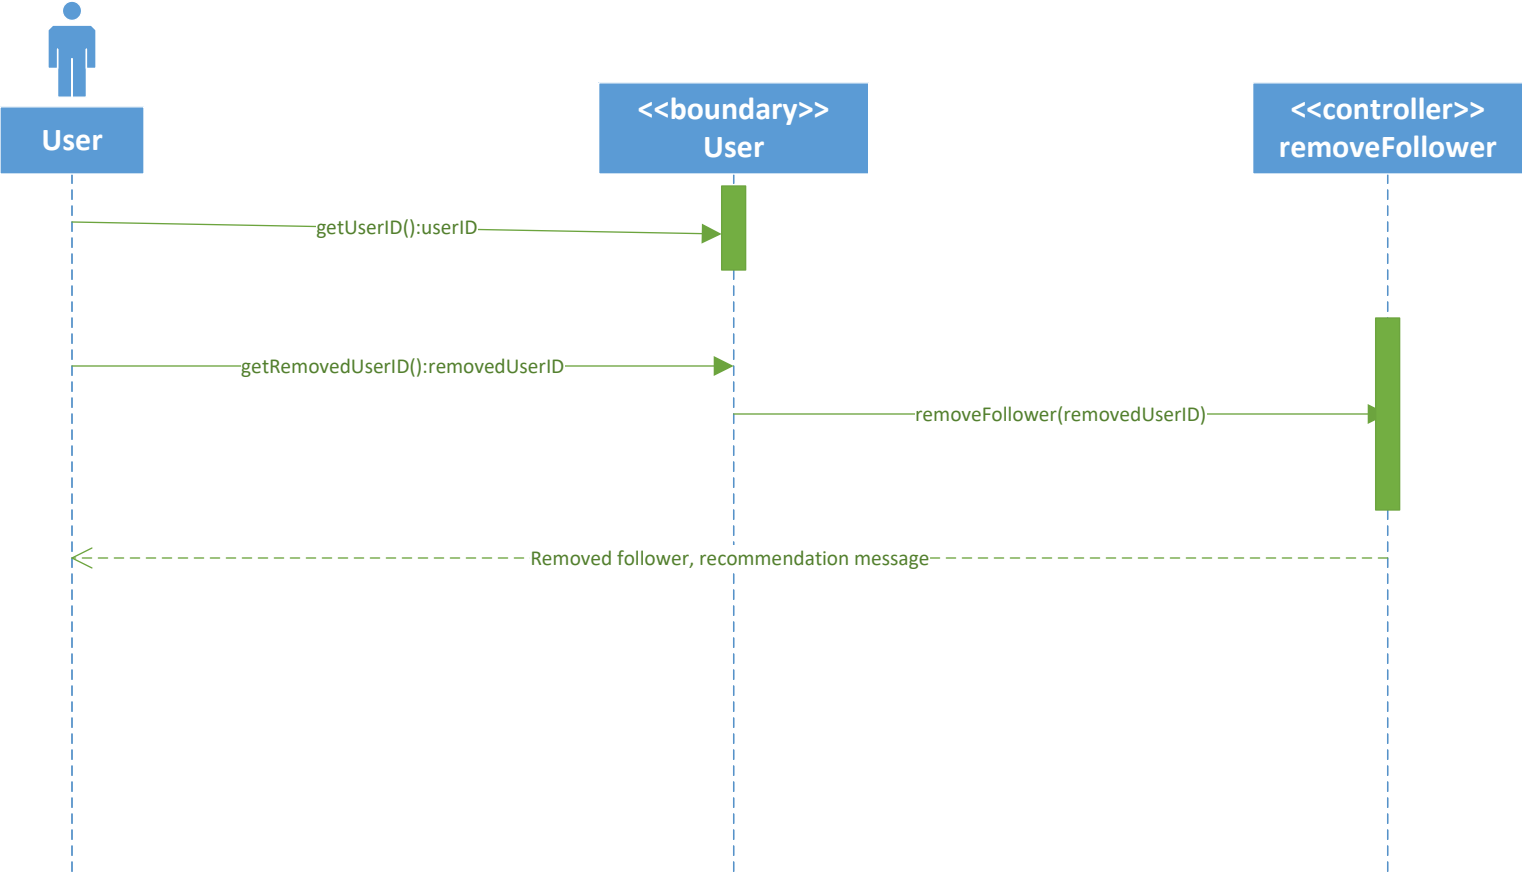 User
<<boundary>>
User
<<controller>>
removeFollower
getUserID():userID
getRemovedUserID():removedUserID
removeFollower(removedUserID)
Removed follower, recommendation message